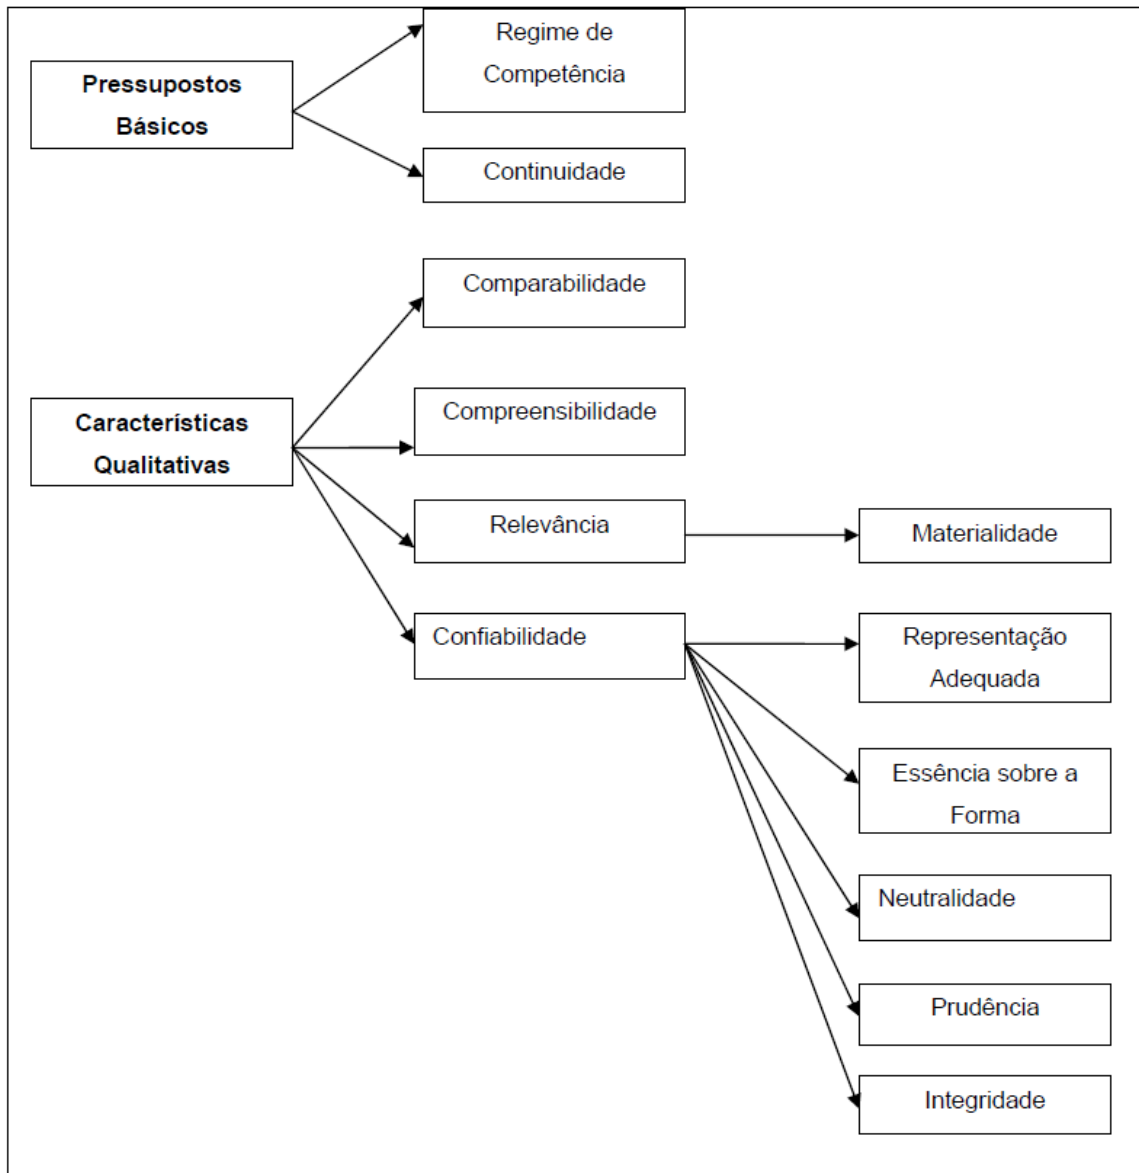 Pressupostos
Básicos
Regime de
Competência
Continuidade
Características
Qualitativas
Comparabilidade
Compreensibilidade
Relevância
Materialidade
Confiabilidade
Representação
Adequada
Essência sobre a
Forma
Neutralidade
Prudência
Integridade